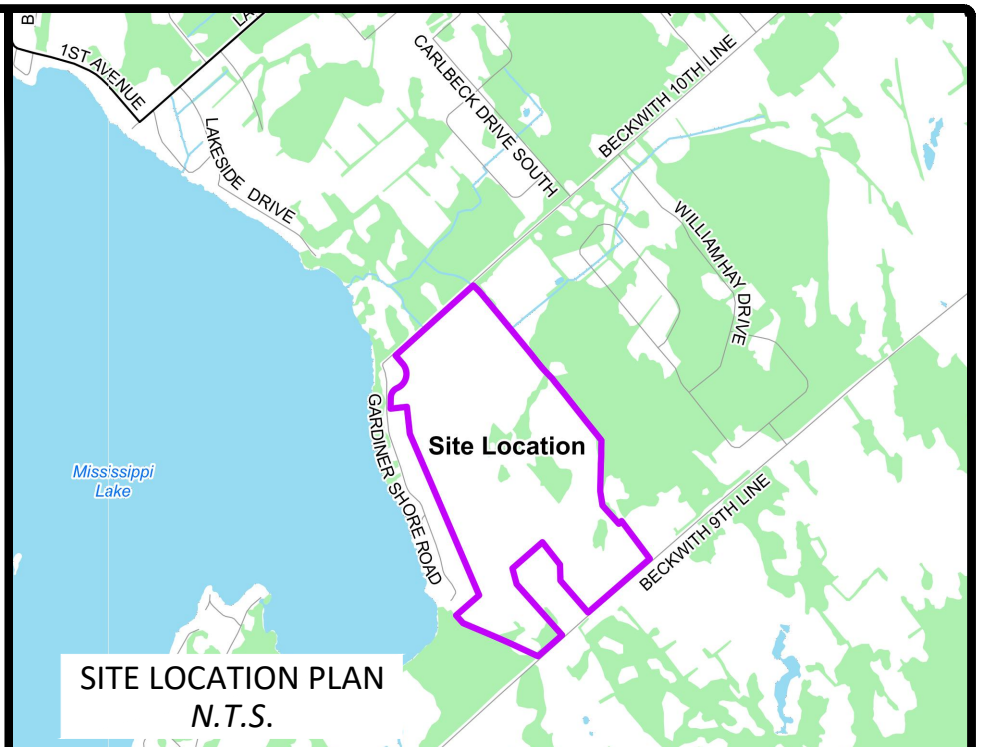 B
LA
1ST AVENUE
LAKESIDE DRIVE
CARLBECK DRIVE SOUTH
BECKWITH 10TH LINE
WILLIAM HAY DRIVE
GARDINER SHORE ROAD
Site Location
Mississippi
Lake
BECKWITH 9TH LINE
SITE LOCATION PLAN
N.T.S.